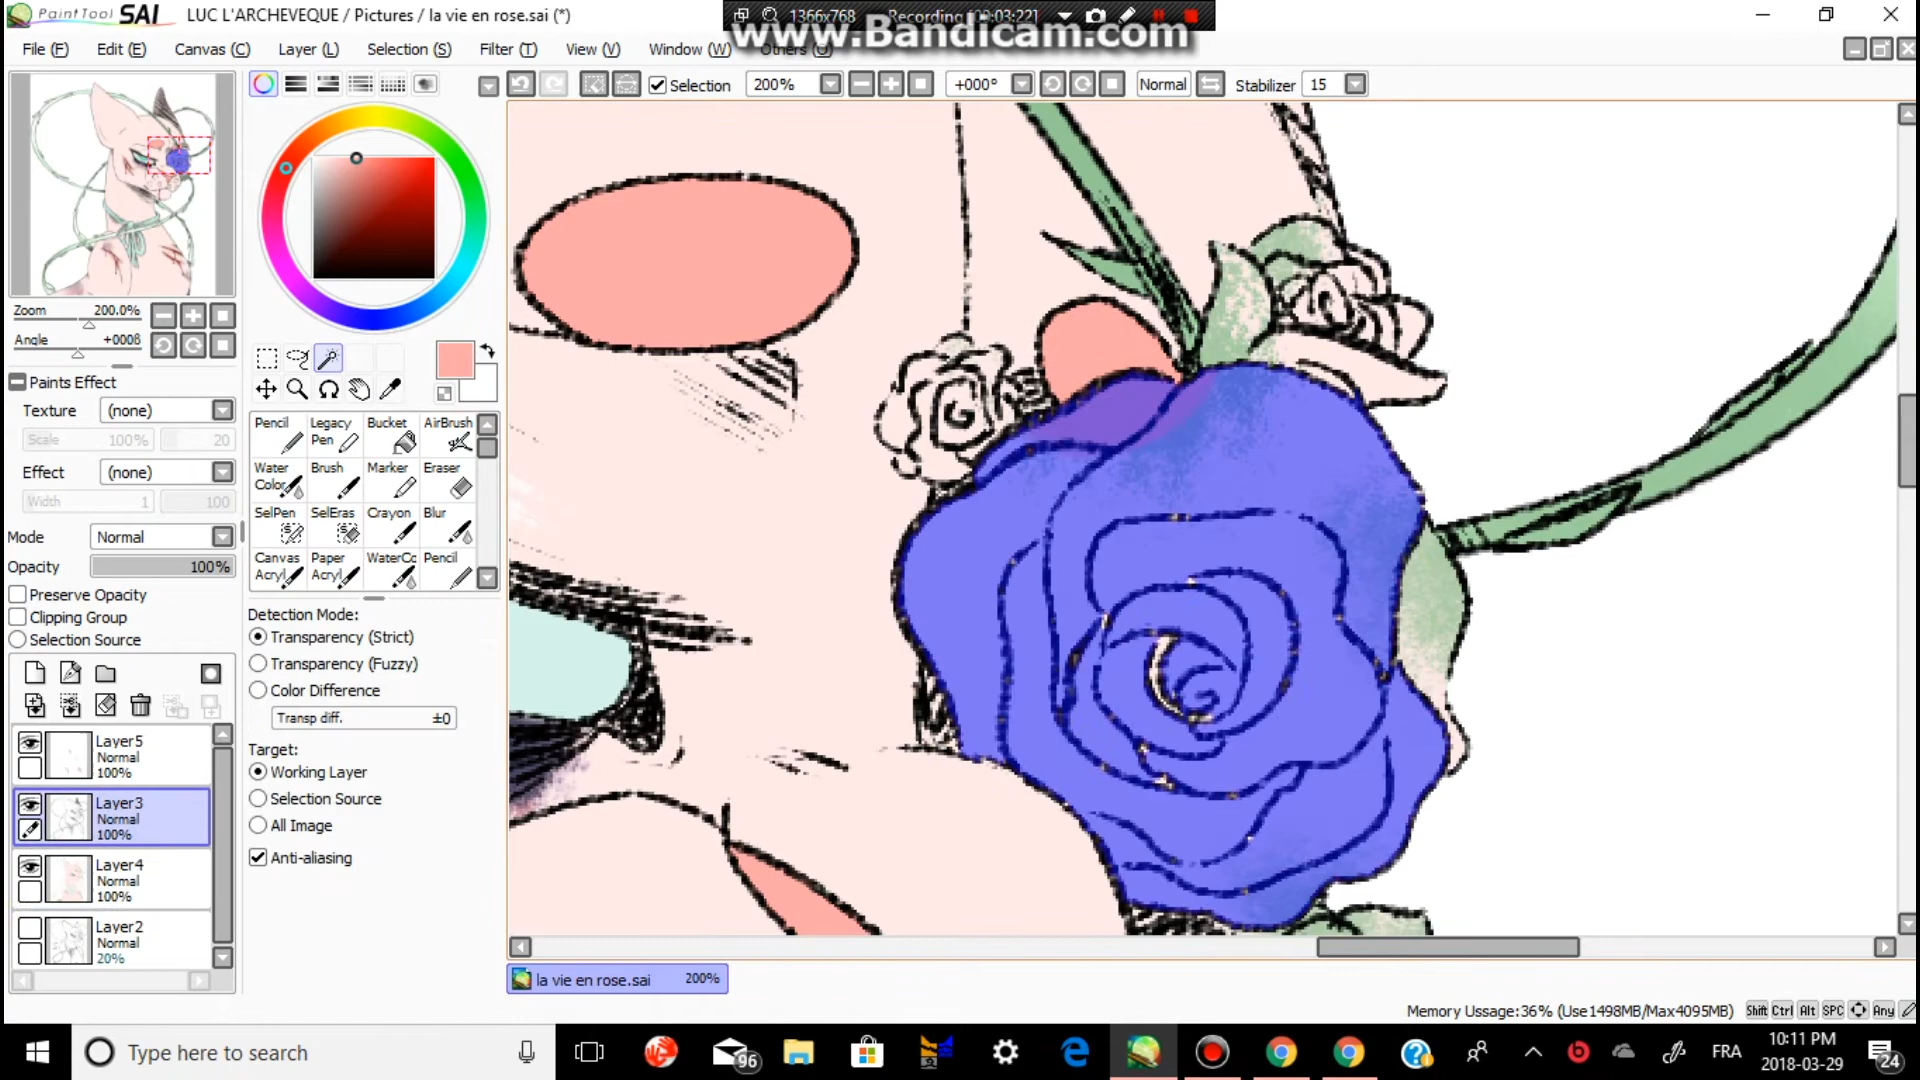 PaintTool SAI LUC L'ARCHEVEQUE / Pictures / la vie en rose.sai (*)
1366x768 Recording [00:03:22]
www.Bandicam.com
File (F) Edit (E) Canvas (C) Layer (L) Selection (S) Filter (T) View (V) Window (W) Others (O)
Selection 200% +000° Normal Stabilizer 15
Zoom 200.0%
Angle +000ß
Paints Effect
Texture (none)
Scale 100% 20
Effect (none)
Width 1 100
Mode Normal
Opacity 100%
Preserve Opacity
Clipping Group
Selection Source
Layer5
Normal
100%
Layer3
Normal
100%
Layer4
Normal
100%
Layer2
Normal
20%
Pencil Legacy Pen Bucket AirBrush
Water Color Brush Marker Eraser
SelPen SelEras Crayon Blur
Canvas Acryl Paper Acryl WaterCo Pencil
Detection Mode:
Transparency (Strict)
Transparency (Fuzzy)
Color Difference
Transp diff. ±0
Target:
Working Layer
Selection Source
All Image
Anti-aliasing
la vie en rose.sai 200%
Memory Ussage:36% (Use1498MB/Max4095MB) Shift Ctrl Alt SPC Any
Type here to search
96
FRA
10:11 PM
2018-03-29
24